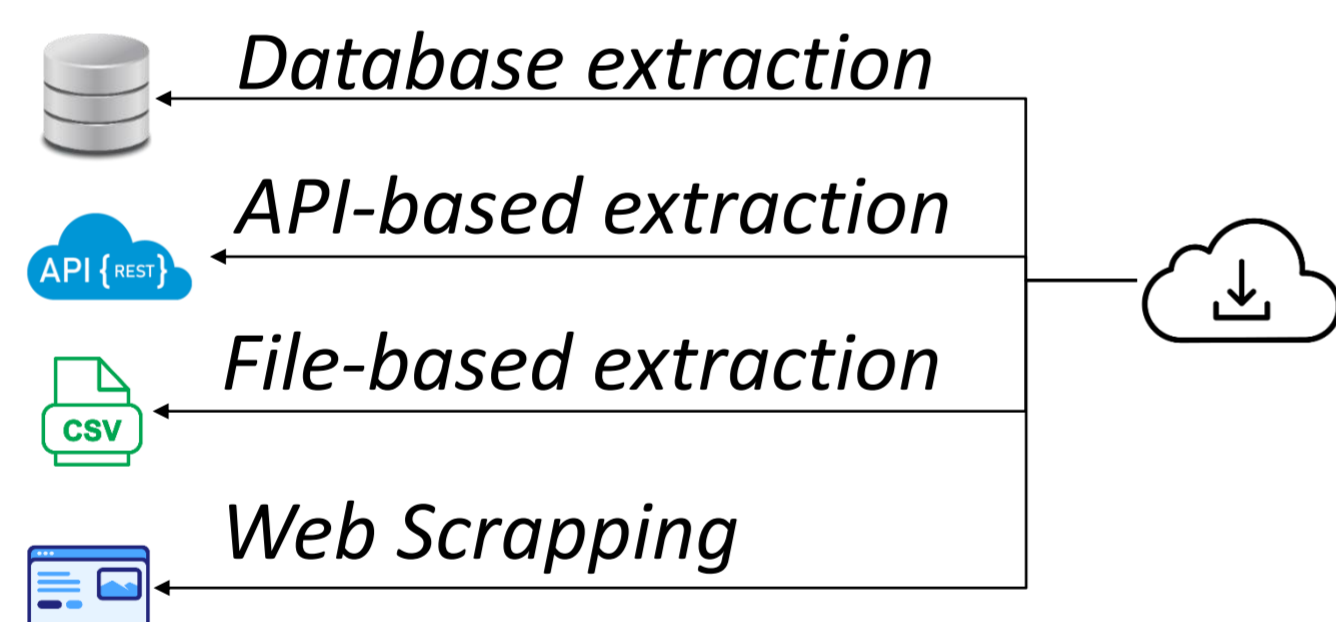 Database extraction
API-based extraction
API {REST}
File-based extraction
CSV
Web Scrapping